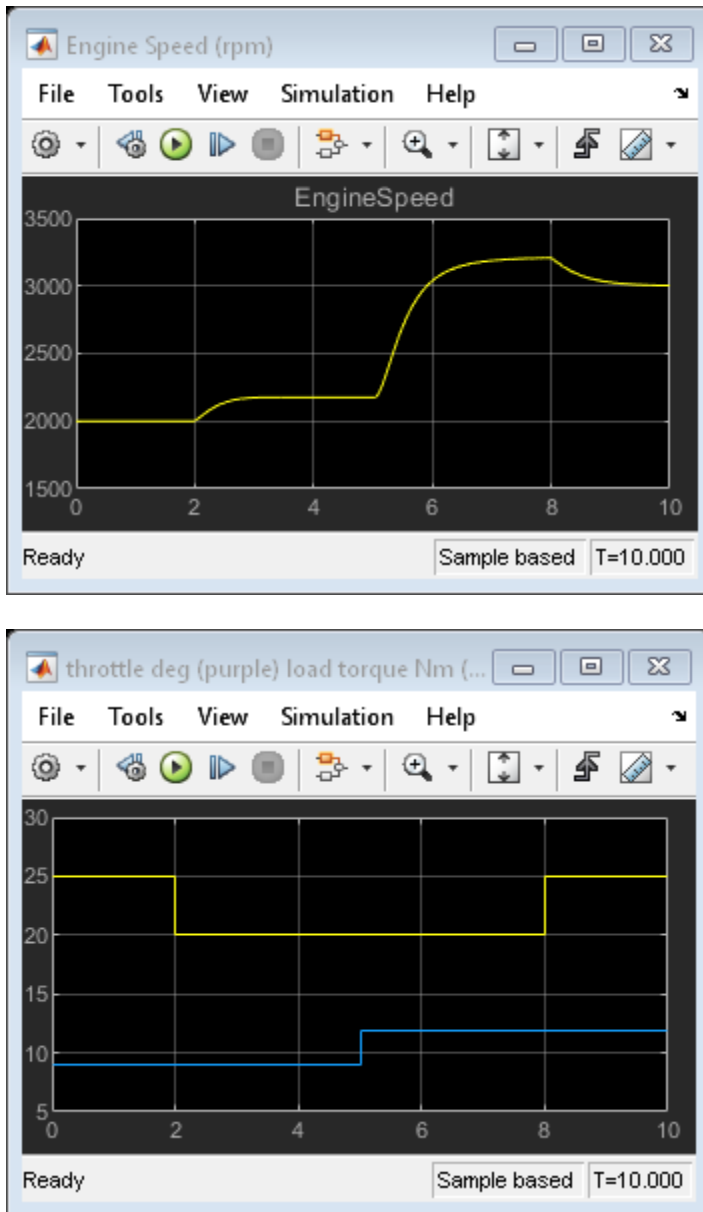 Engine Speed (rpm)
File Tools View Simulation Help
EngineSpeed
3500
3000
2500
2000
1500
0 2 4 6 8 10
Ready Sample based T=10.000
throttle deg (purple) load torque Nm (...
File Tools View Simulation Help
30
25
20
15
10
5
0 2 4 6 8 10
Ready Sample based T=10.000